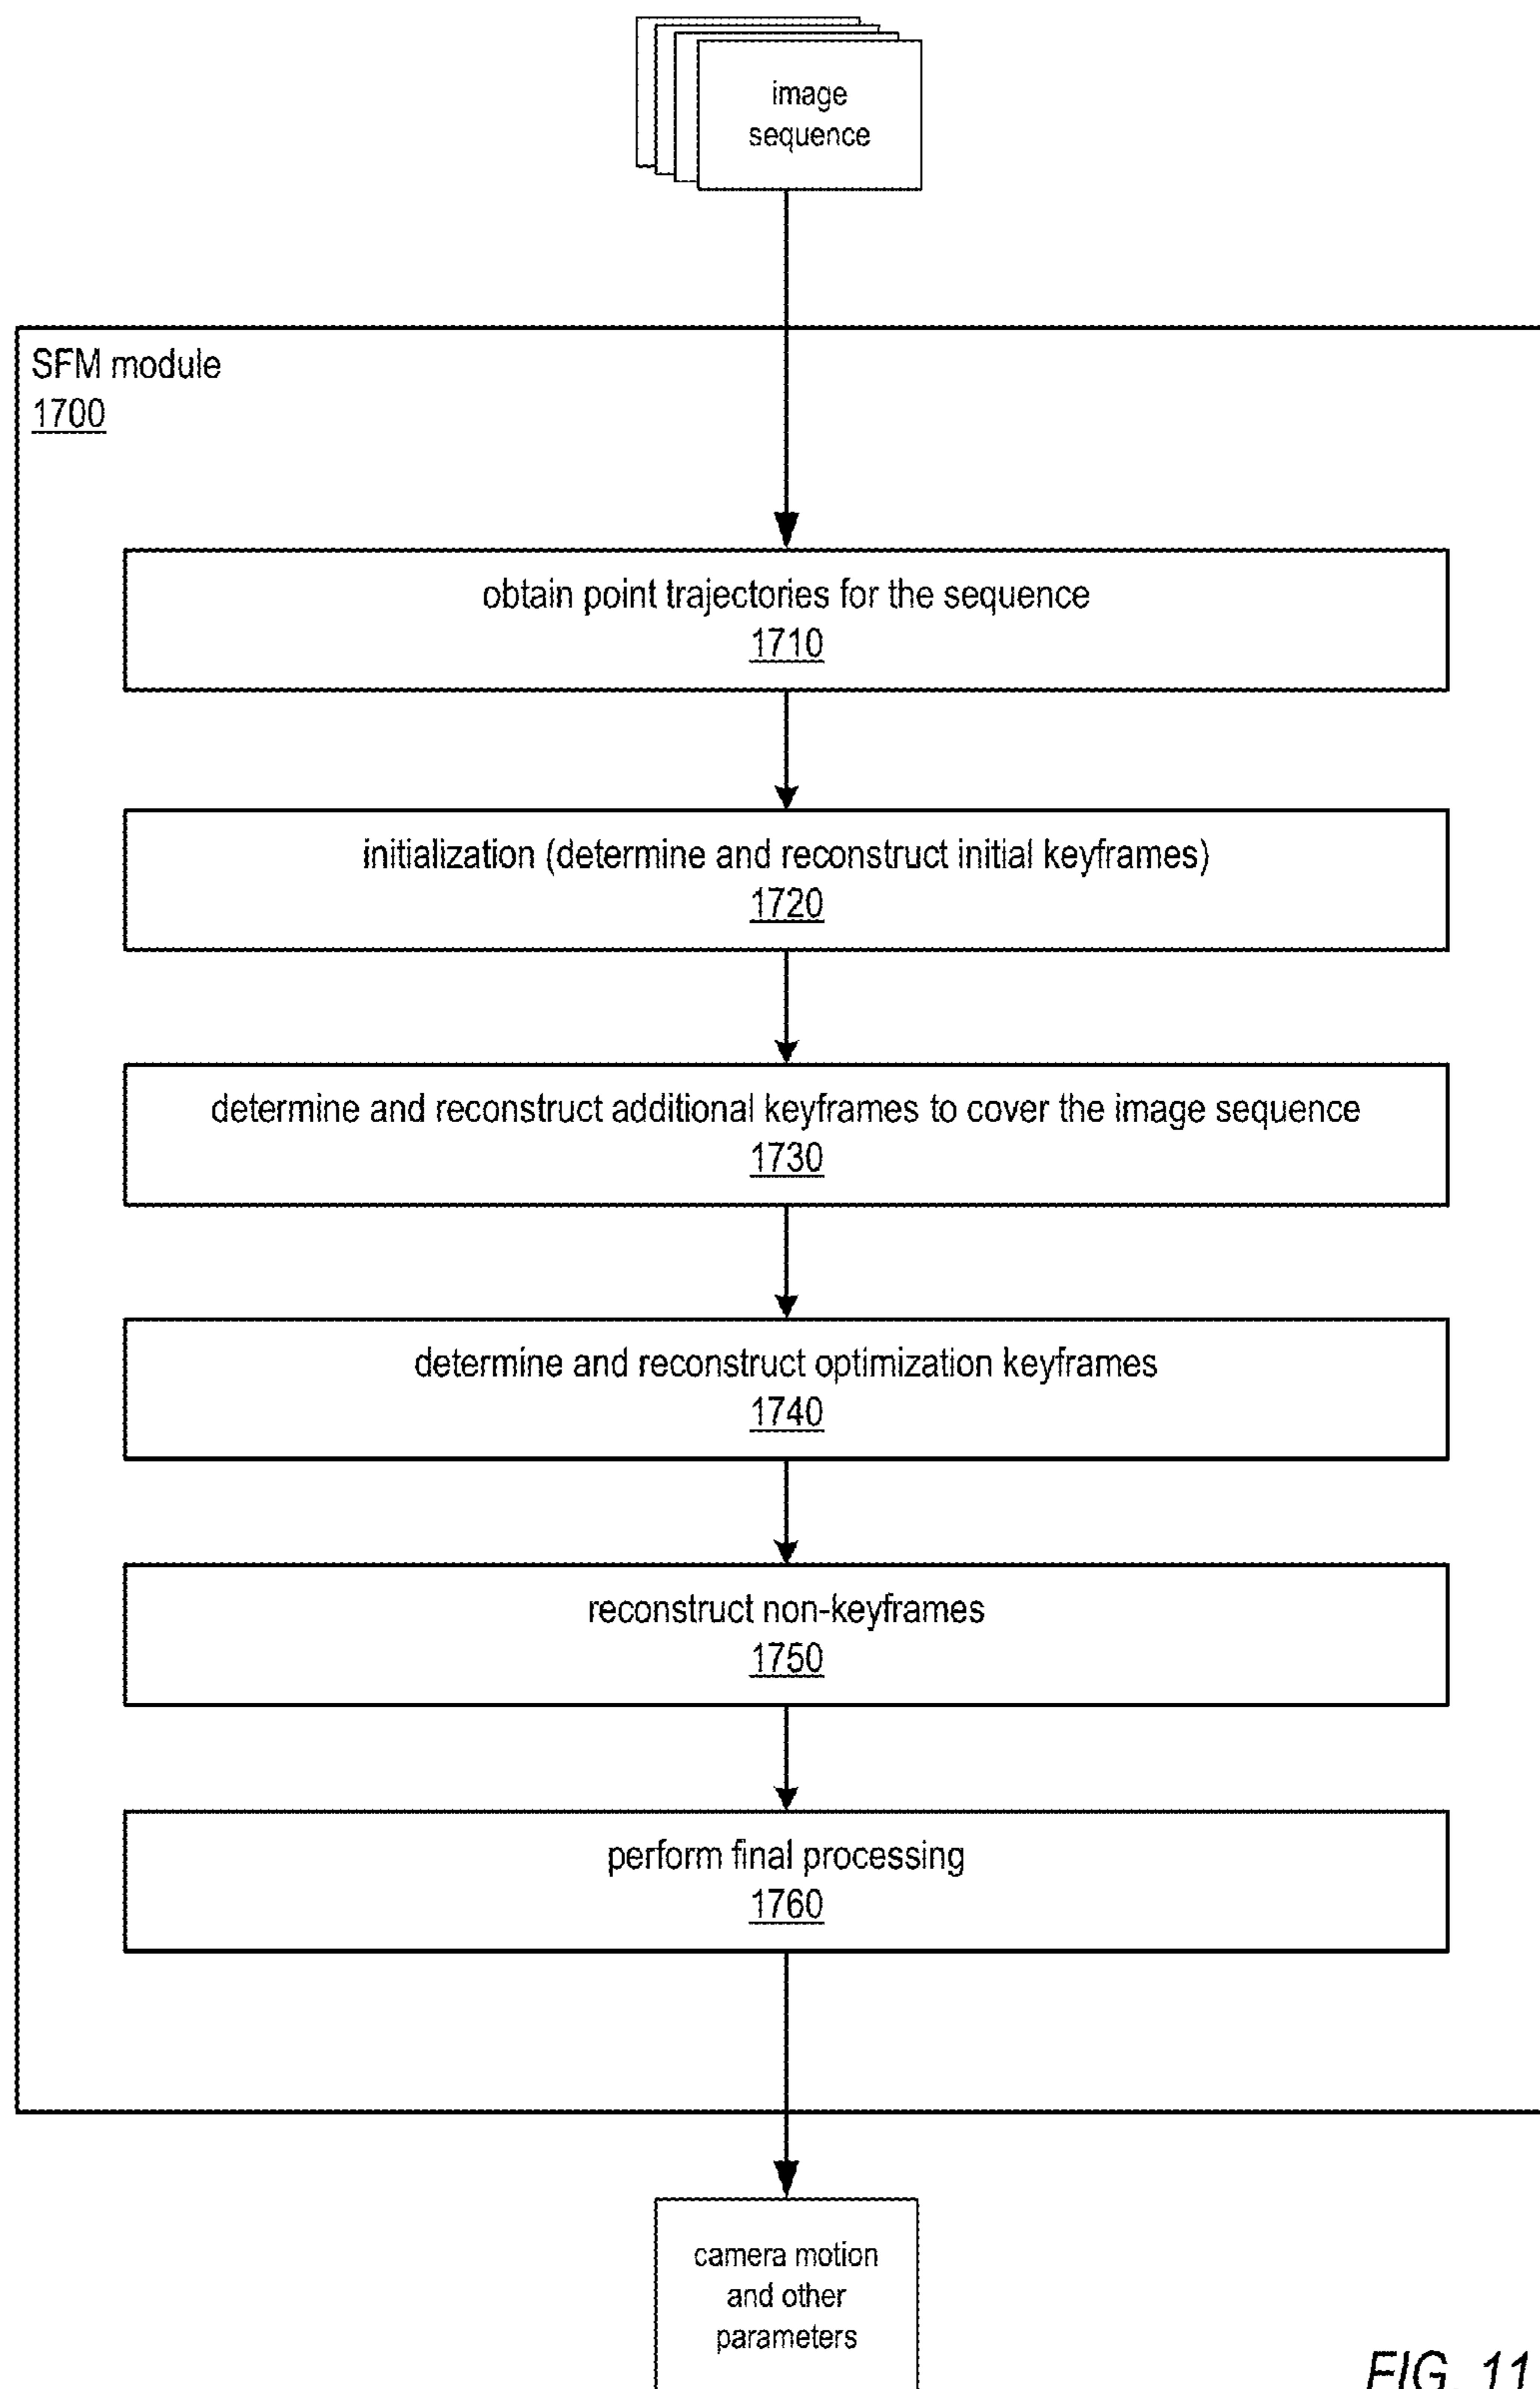 image
sequence
SFM module
1700
obtain point trajectories for the sequence
1710
initialization (determine and reconstruct initial keyframes)
1720
determine and reconstruct additional keyframes to cover the image sequence
1730
determine and reconstruct optimization keyframes
1740
reconstruct non-keyframes
1750
perform final processing
1760
camera motion
and other
parameters
FIG. 11